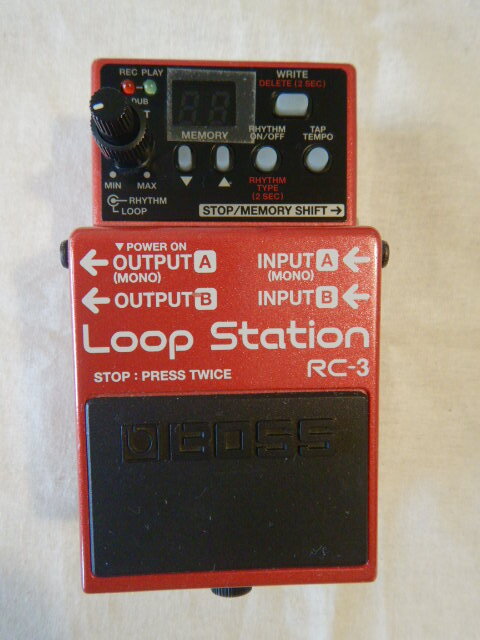 REC PLAY
WRITE
DELETE (2 SEC)
DUB
MEMORY
RHYTHM
ON/OFF
TAP
TEMPO
MIN MAX
RHYTHM
LOOP
RHYTHM
TYPE
(2 SEC)
STOP/MEMORY SHIFT→
▼POWER ON
← OUTPUT A
(MONO)
INPUT A ←
(MONO)
← OUTPUT B
INPUT B ←
Loop Station
STOP : PRESS TWICE
RC-3
BOSS